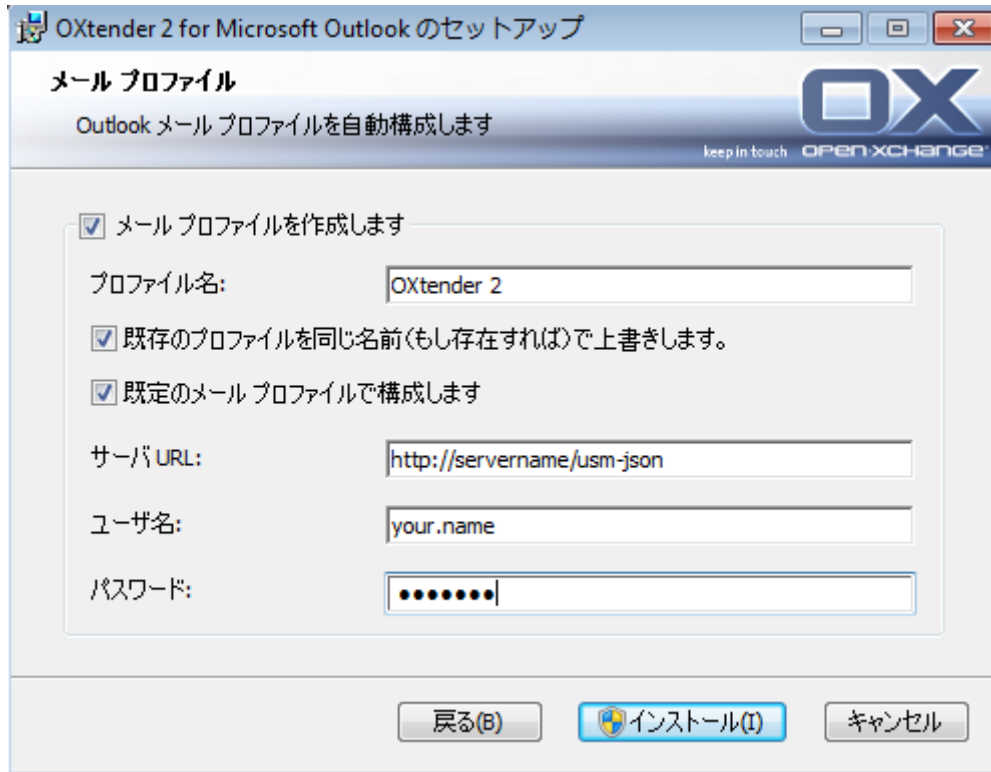 OXtender 2 for Microsoft Outlook のセットアップ
メール プロファイル
Outlook メール プロファイルを自動構成します
OX
keep in touch OPEN-XCHANGE
メール プロファイルを作成します
プロファイル名: OXtender 2
既存のプロファイルを同じ名前(もし存在すれば)で上書きします。
既定のメール プロファイルで構成します
サーバ URL: http://servername/usm-json
ユーザ名: your.name
パスワード: ●●●●●●●
戻る(B) インストール(I) キャンセル